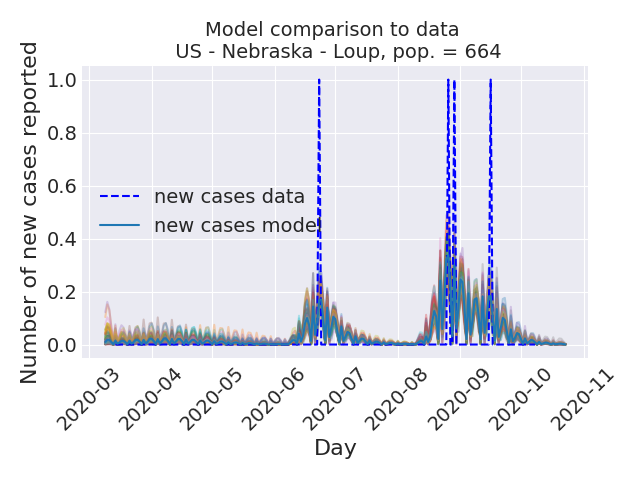 Model comparison to data
US - Nebraska - Loup, pop. = 664
Number of new cases reported
1.0
0.8
0.6
0.4
0.2
0.0
new cases data
new cases model
2020-03
2020-04
2020-05
2020-06
2020-07
2020-08
2020-09
2020-10
2020-11
Day